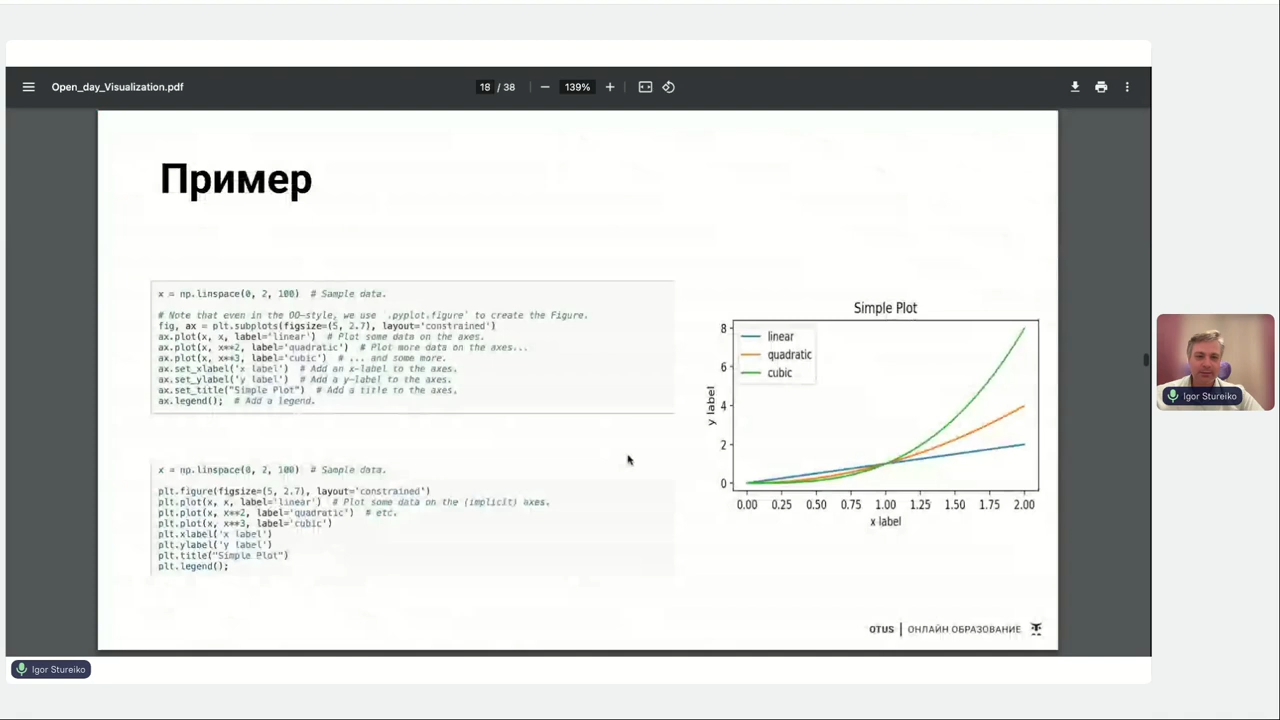 Open_day_Visualization.pdf
18 / 38
139%
Пример
x = np.linspace(0, 2, 100)  # Sample data.
# Note that even in the OO-style, we use `.pyplot.figure` to create the Figure.
fig, ax = plt.subplots(figsize=(5, 2.7), layout='constrained')
ax.plot(x, x, label='linear')  # Plot some data on the axes.
ax.plot(x, x**2, label='quadratic')  # Plot more data on the axes...
ax.plot(x, x**3, label='cubic')  # ... and some more.
ax.set_xlabel('x label')  # Add an x-label to the axes.
ax.set_ylabel('y label')  # Add a y-label to the axes.
ax.set_title("Simple Plot")  # Add a title to the axes.
ax.legend();  # Add a legend.
x = np.linspace(0, 2, 100)  # Sample data.
plt.figure(figsize=(5, 2.7), layout='constrained')
plt.plot(x, x, label='linear')  # Plot some data on the (implicit) axes.
plt.plot(x, x**2, label='quadratic')  # etc.
plt.plot(x, x**3, label='cubic')
plt.xlabel('x label')
plt.ylabel('y label')
plt.title("Simple Plot")
plt.legend();
Simple Plot
linear
quadratic
cubic
8
6
4
2
0
y label
0.00 0.25 0.50 0.75 1.00 1.25 1.50 1.75 2.00
x label
OTUS | ОНЛАЙН ОБРАЗОВАНИЕ
Igor Stureiko
Igor Stureiko